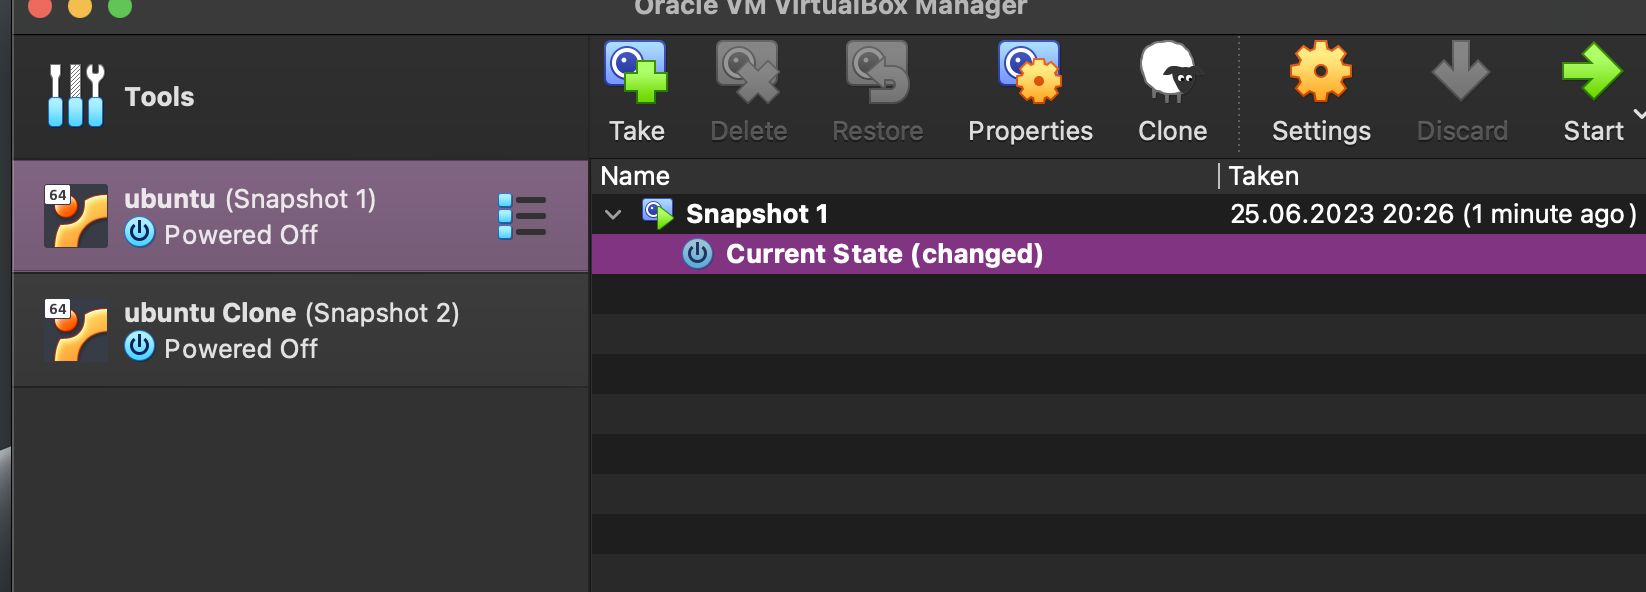 Oracle VM VirtualBox Manager
Tools
Take
Delete
Restore
Properties
Clone
Settings
Discard
Start
64
ubuntu (Snapshot 1)
Powered Off
64
ubuntu Clone (Snapshot 2)
Powered Off
Name
Taken
Snapshot 1
25.06.2023 20:26 (1 minute ago)
Current State (changed)